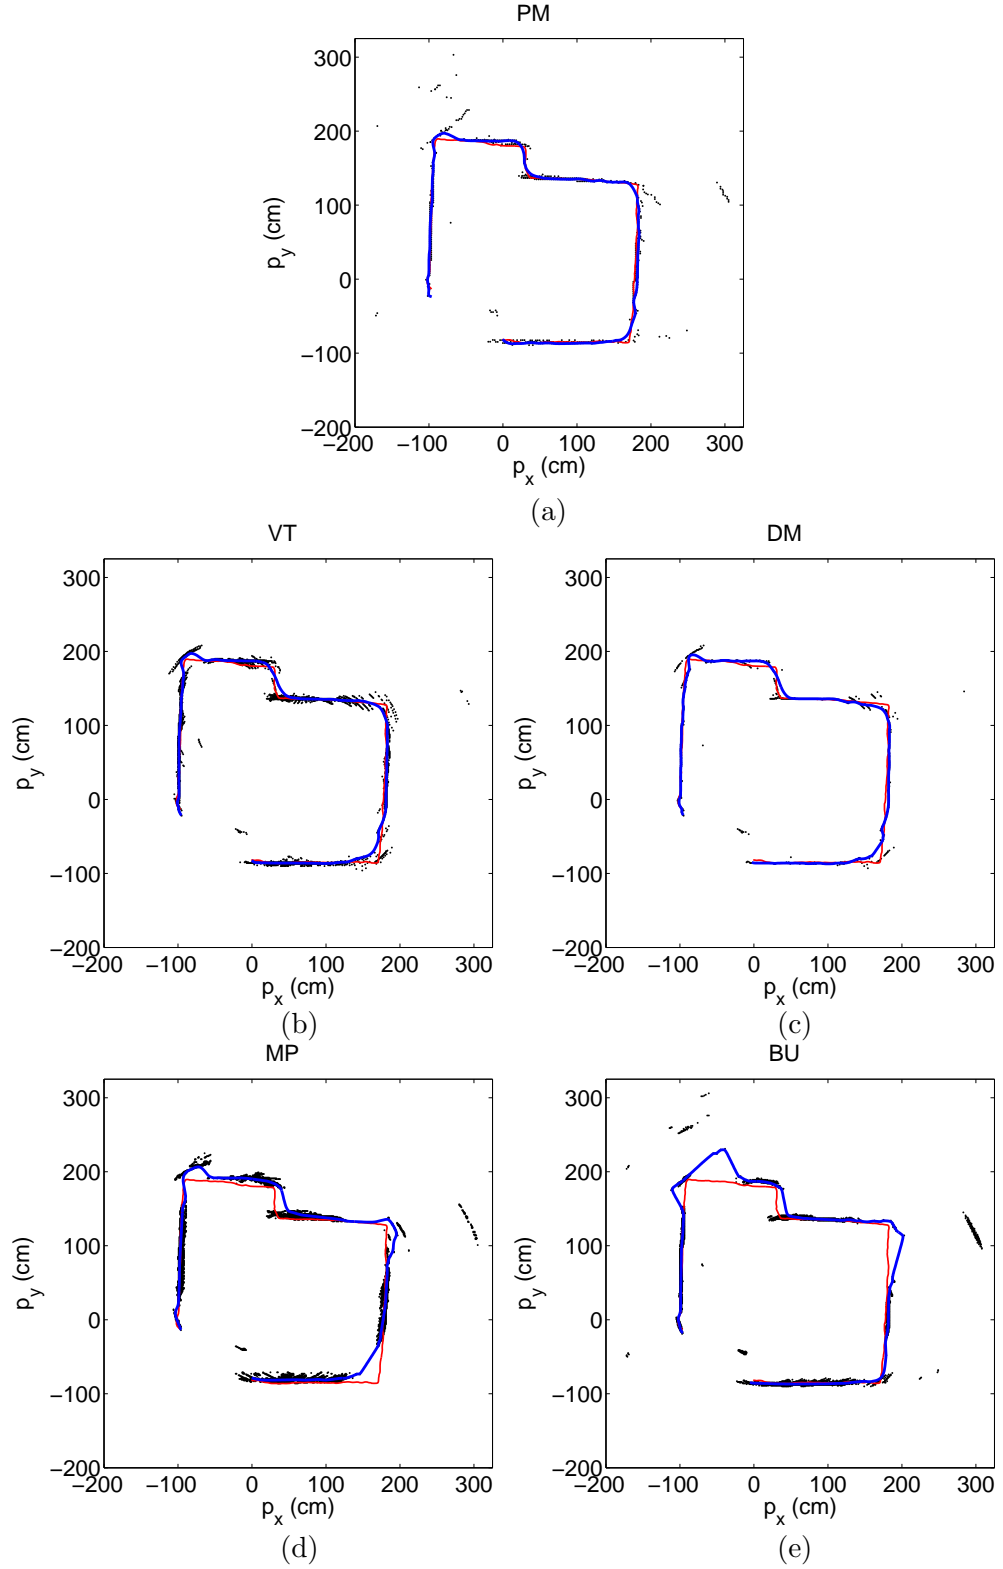 PM
300
200
100
0
−100
−200
p_y (cm)
−200 −100 0 100 200 300
p_x (cm)
(a)
VT DM
300 300
200 200
100 100
0 0
−100 −100
−200 −200
p_y (cm) p_y (cm)
−200 −100 0 100 200 300 −200 −100 0 100 200 300
p_x (cm) p_x (cm)
(b) (c)
MP BU
300 300
200 200
100 100
0 0
−100 −100
−200 −200
p_y (cm) p_y (cm)
−200 −100 0 100 200 300 −200 −100 0 100 200 300
p_x (cm) p_x (cm)
(d) (e)